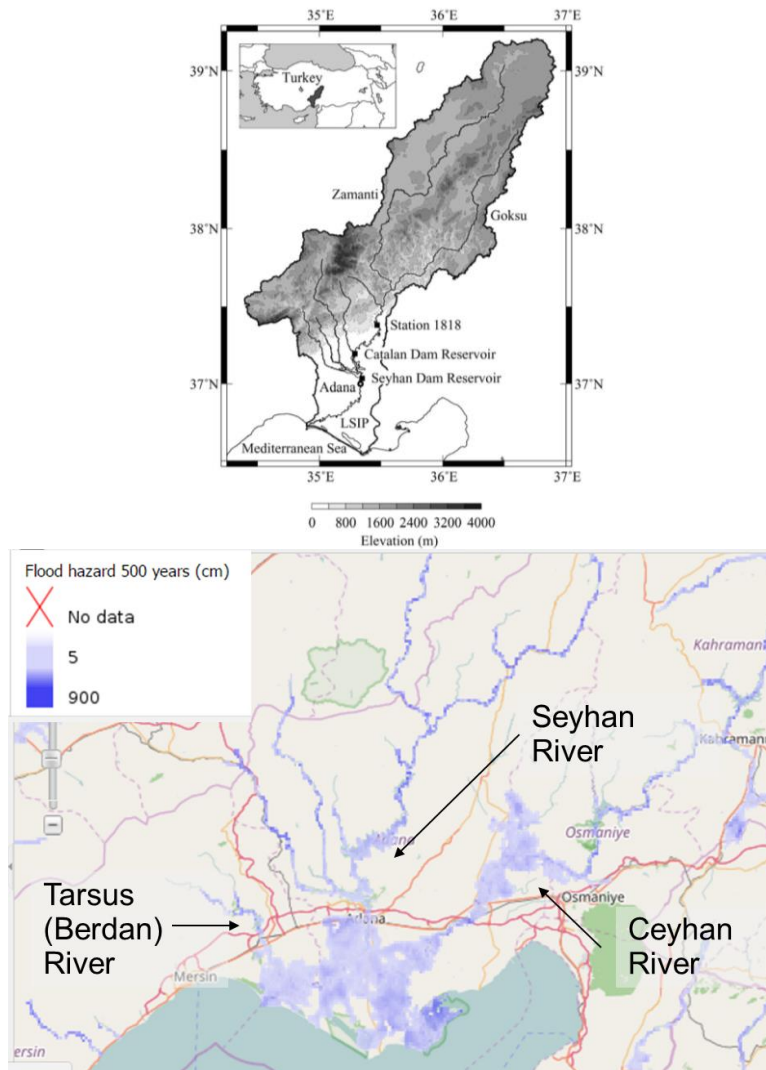 35°E 36°E 37°E
39°N 39°N
Turkey
Zamanti
Goksu
38°N 38°N
Station 1818
Catalan Dam Reservoir
Seyhan Dam Reservoir
37°N 37°N
Adana
LSIP
Mediterranean Sea
35°E 36°E 37°E
0 800 1600 2400 3200 4000
Elevation (m)
Flood hazard 500 years (cm)
No data
5
900
Kahraman
Kahramanm
Seyhan
River
Adana
Osmaniye
Tarsus
(Berdan)
River
Adana
Osmaniye
Ceyhan
River
Mersin
ersin